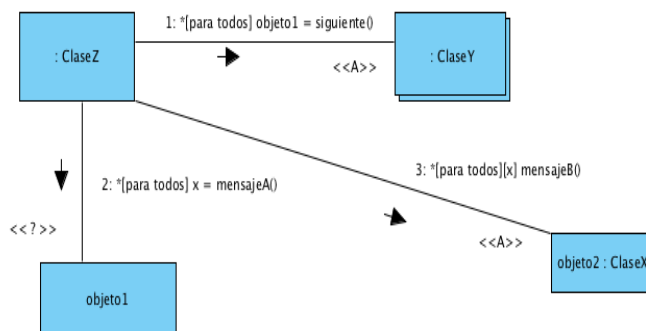 1: *[para todos] objeto1 = siguiente()
: ClaseZ
: ClaseY
<<A>>
3: *[para todos][x] mensajeB()
2: *[para todos] x = mensajeA()
<<?>>
<<A>>
objeto2 : ClaseX
objeto1